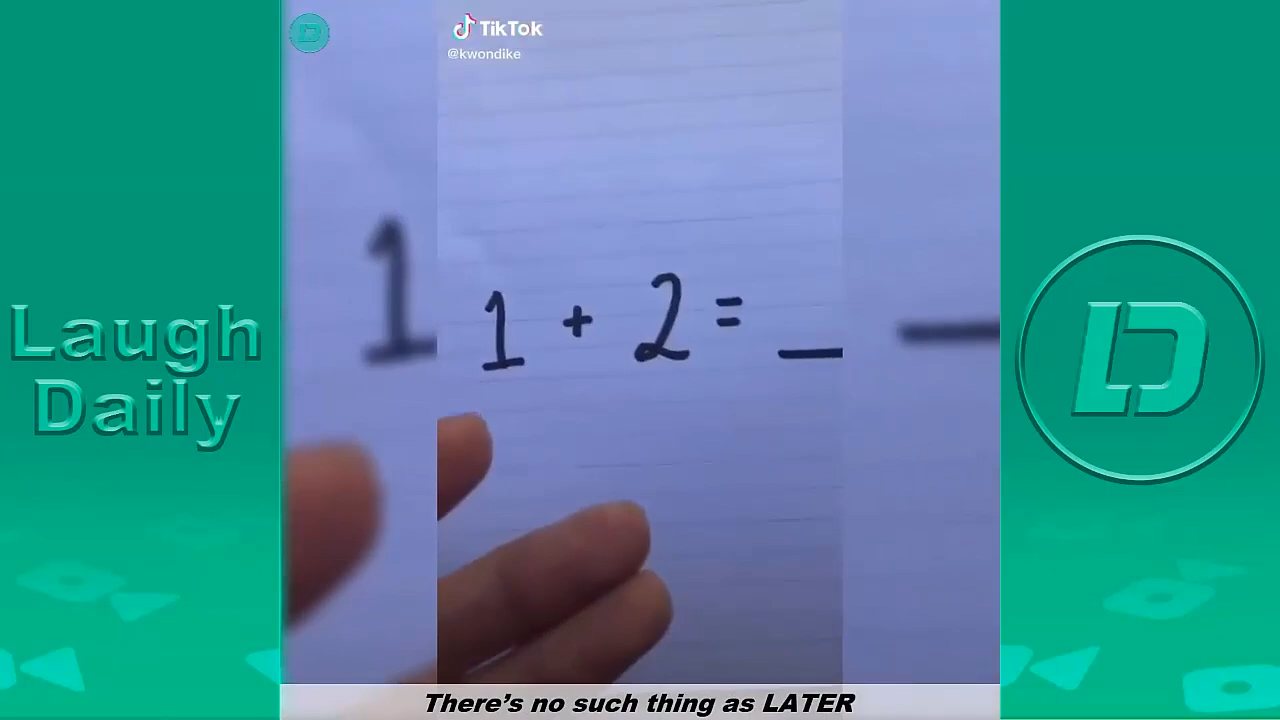 Laugh
Daily
TikTok
@kwondike
1 + 2 = _
There's no such thing as LATER